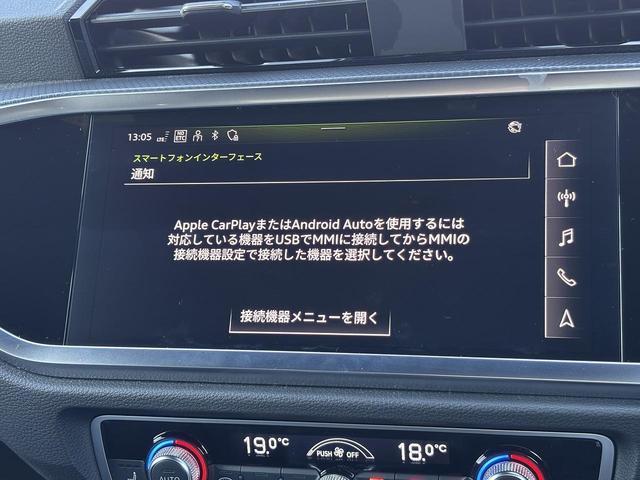 13:05 LTE NO ETC
スマートフォンインターフェース
通知
Apple CarPlayまたはAndroid Autoを使用するには
対応している機器をUSBでMMIに接続してからMMIの
接続機器設定で接続した機器を選択してください。
接続機器メニューを開く
19.0°C PUSH OFF 18.0°C
AUTO